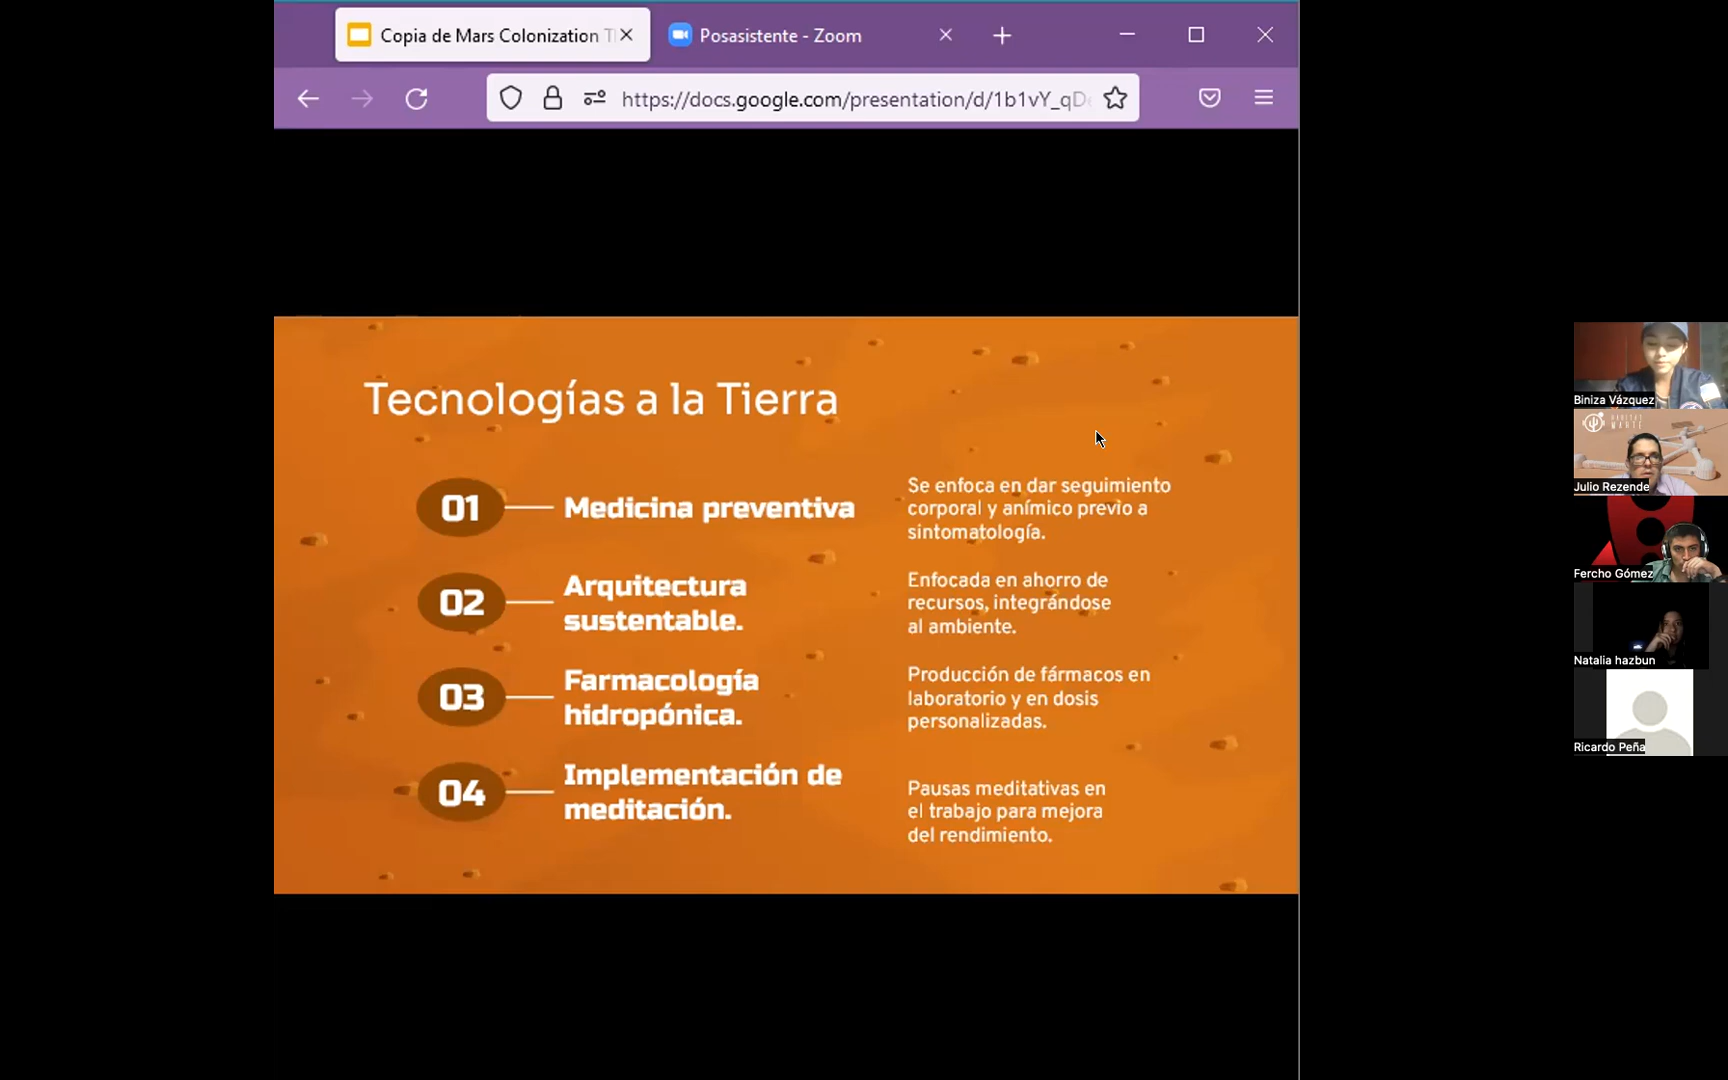 Copia de Mars Colonization T
Posasistente - Zoom
https://docs.google.com/presentation/d/1b1vY_qD
Tecnologías a la Tierra
01
Medicina preventiva
Se enfoca en dar seguimiento
corporal y anímico previo a
sintomatología.
02
Arquitectura
sustentable.
Enfocada en ahorro de
recursos, integrándose
al ambiente.
03
Farmacología
hidropónica.
Producción de fármacos en
laboratorio y en dosis
personalizadas.
04
Implementación de
meditación.
Pausas meditativas en
el trabajo para mejora
del rendimiento.
Biniza Vázquez
HABITAT
MARTE
Julio Rezende
Fercho Gómez
Natalia hazbun
Ricardo Peña